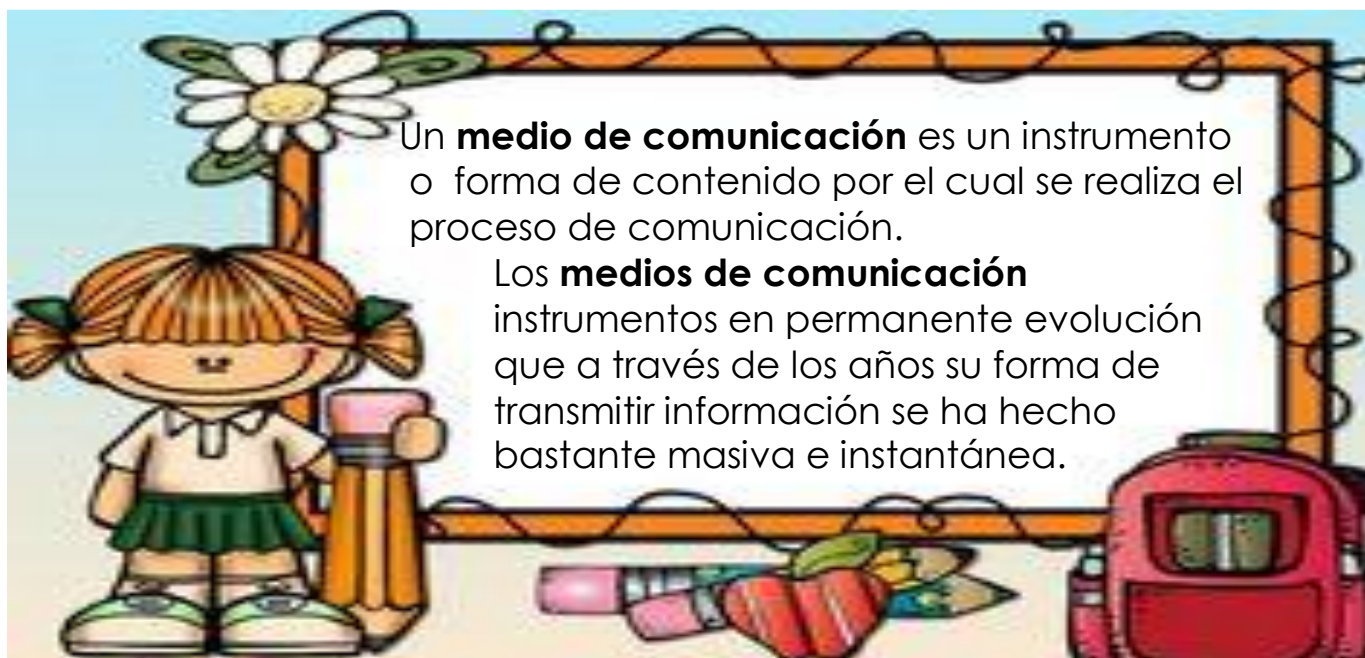 Un medio de comunicación es un instrumento
o forma de contenido por el cual se realiza el
proceso de comunicación.
Los medios de comunicación
instrumentos en permanente evolución
que a través de los años su forma de
transmitir información se ha hecho
bastante masiva e instantánea.